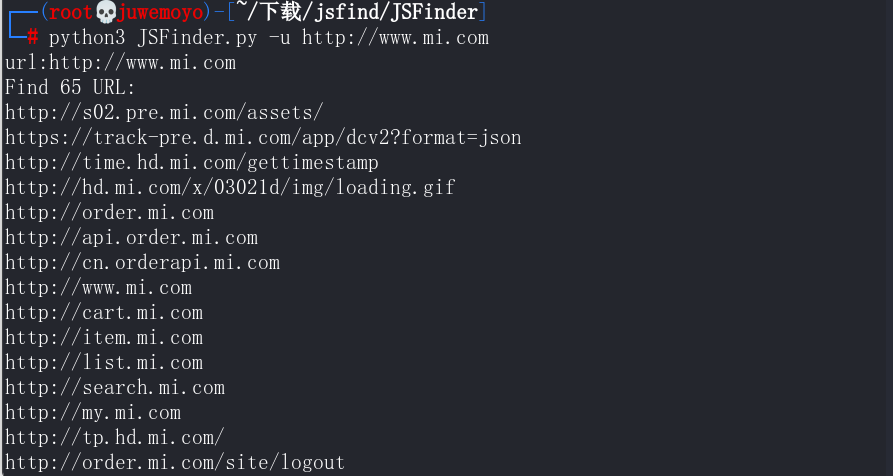 (root💀juwemoyo)-[~/下载/jsfind/JSFinder]
# python3 JSFinder.py -u http://www.mi.com
url:http://www.mi.com
Find 65 URL:
http://s02.pre.mi.com/assets/
https://track-pre.d.mi.com/app/dcv2?format=json
http://time.hd.mi.com/gettimestamp
http://hd.mi.com/x/03021d/img/loading.gif
http://order.mi.com
http://api.order.mi.com
http://cn.orderapi.mi.com
http://www.mi.com
http://cart.mi.com
http://item.mi.com
http://list.mi.com
http://search.mi.com
http://my.mi.com
http://tp.hd.mi.com/
http://order.mi.com/site/logout